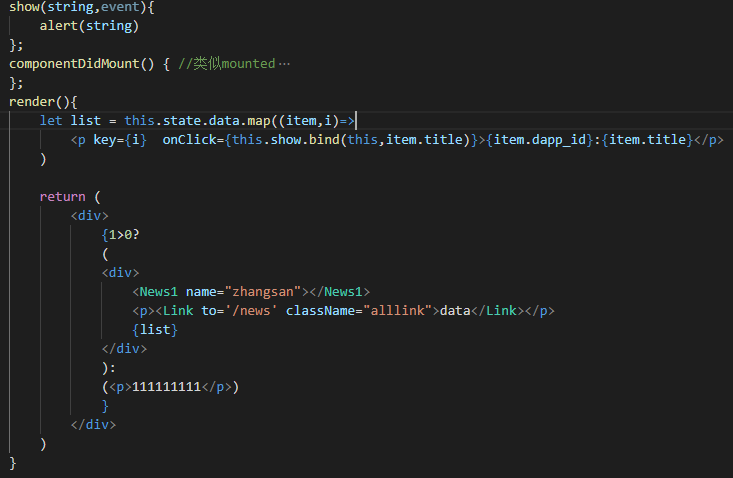 show(string,event){
    alert(string)
};
componentDidMount() { //类似mounted ⋯
};
render(){
    let list = this.state.data.map((item,i)=>
        <p key={i}  onClick={this.show.bind(this,item.title)}>{item.dapp_id}:{item.title}</p>
    )

    return (
        <div>
            {1>0?
            (
            <div>
                <News1 name="zhangsan"></News1>
                <p><Link to='/news' className="alllink">data</Link></p>
                {list}
            </div>
            ):
            (<p>111111111</p>)
            }
        </div>
    )
}